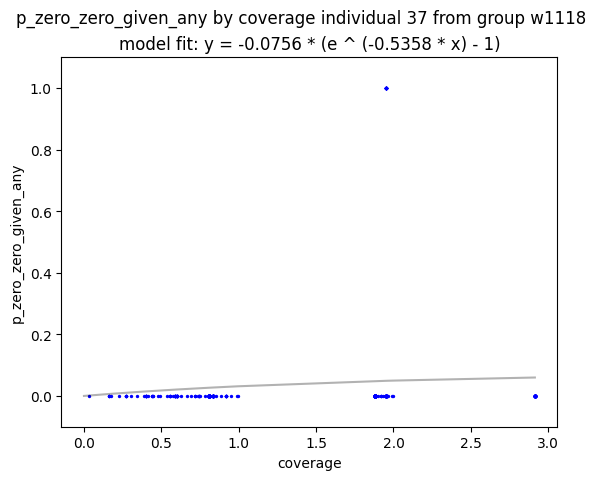 p_zero_zero_given_any by coverage individual 37 from group w1118
model fit: y = -0.0756 * (e ^ (-0.5358 * x) - 1)
1.0
0.8
0.6
0.4
0.2
0.0
p_zero_zero_given_any
0.0 0.5 1.0 1.5 2.0 2.5 3.0
coverage